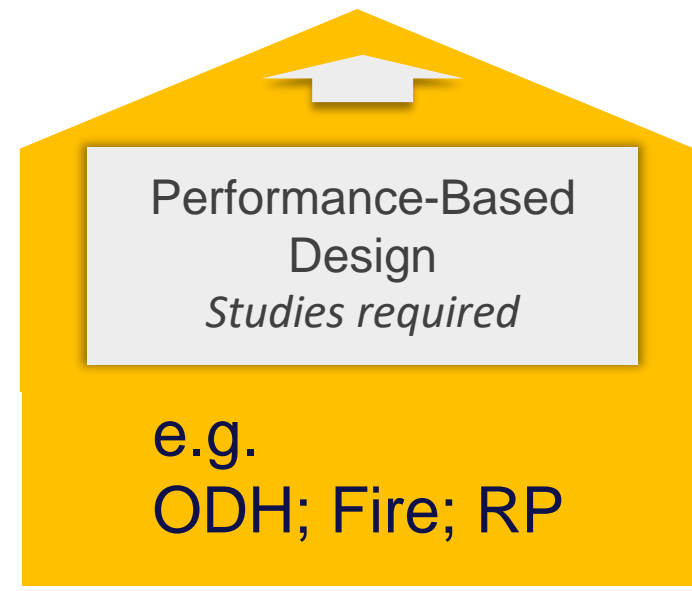 Performance-Based
Design
Studies required
e.g.
ODH; Fire; RP